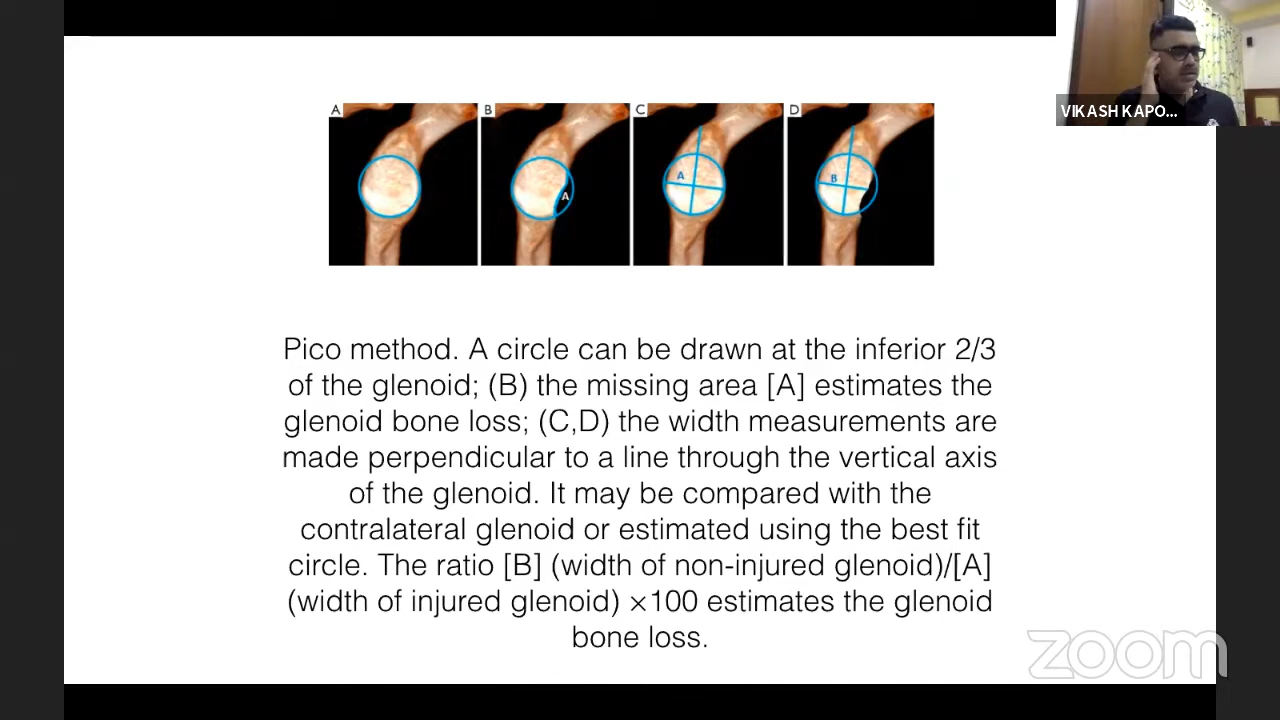 VIKASH KAPO...
A
B
C
D
A
A
B
Pico method. A circle can be drawn at the inferior 2/3
of the glenoid; (B) the missing area [A] estimates the
glenoid bone loss; (C,D) the width measurements are
made perpendicular to a line through the vertical axis
of the glenoid. It may be compared with the
contralateral glenoid or estimated using the best fit
circle. The ratio [B] (width of non-injured glenoid)/[A]
(width of injured glenoid) ×100 estimates the glenoid
bone loss.
zoom